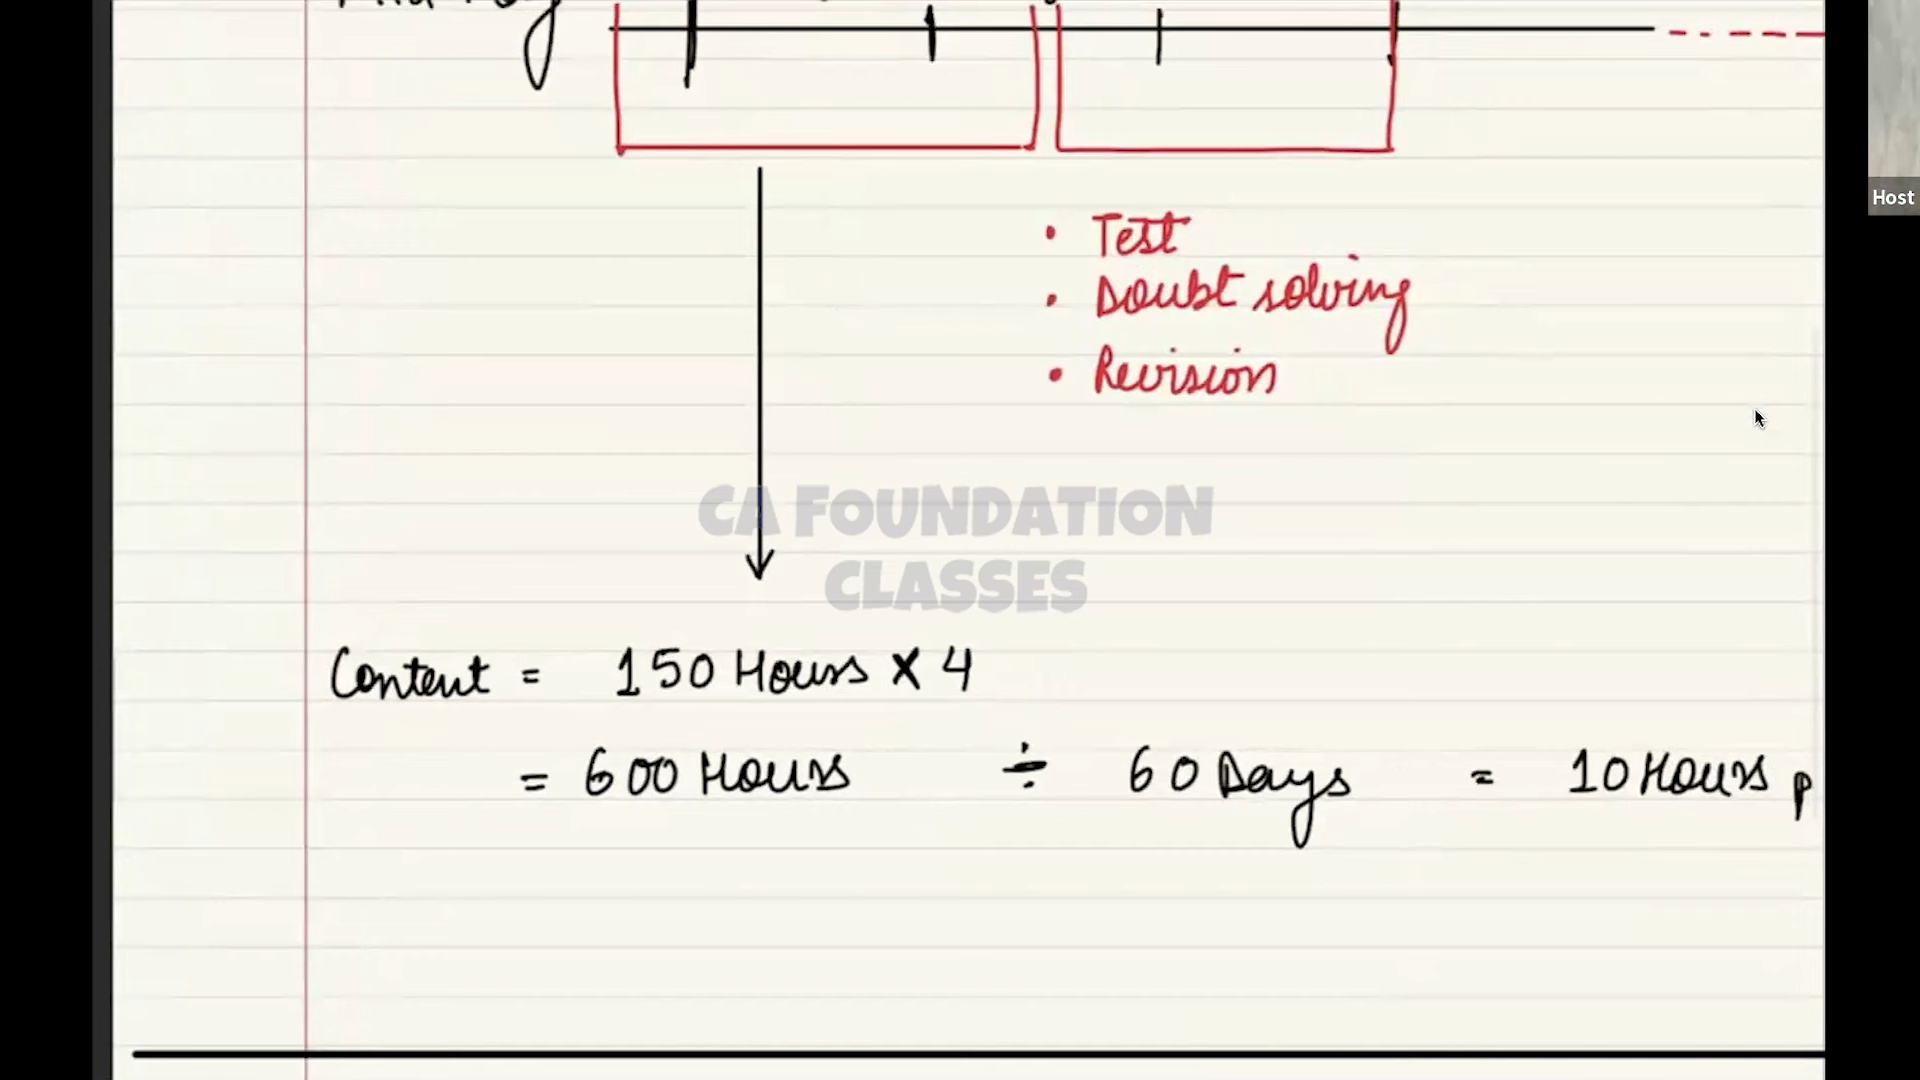 Host
• Test
• Doubt solving
• Revision
CA FOUNDATION
CLASSES
Content = 150 Hours X 4
= 600 Hours ÷ 60 Days = 10 Hours p